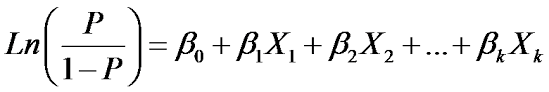 Ln(P/(1−P)) = β₀ + β₁X₁ + β₂X₂ + ... + βₖXₖ